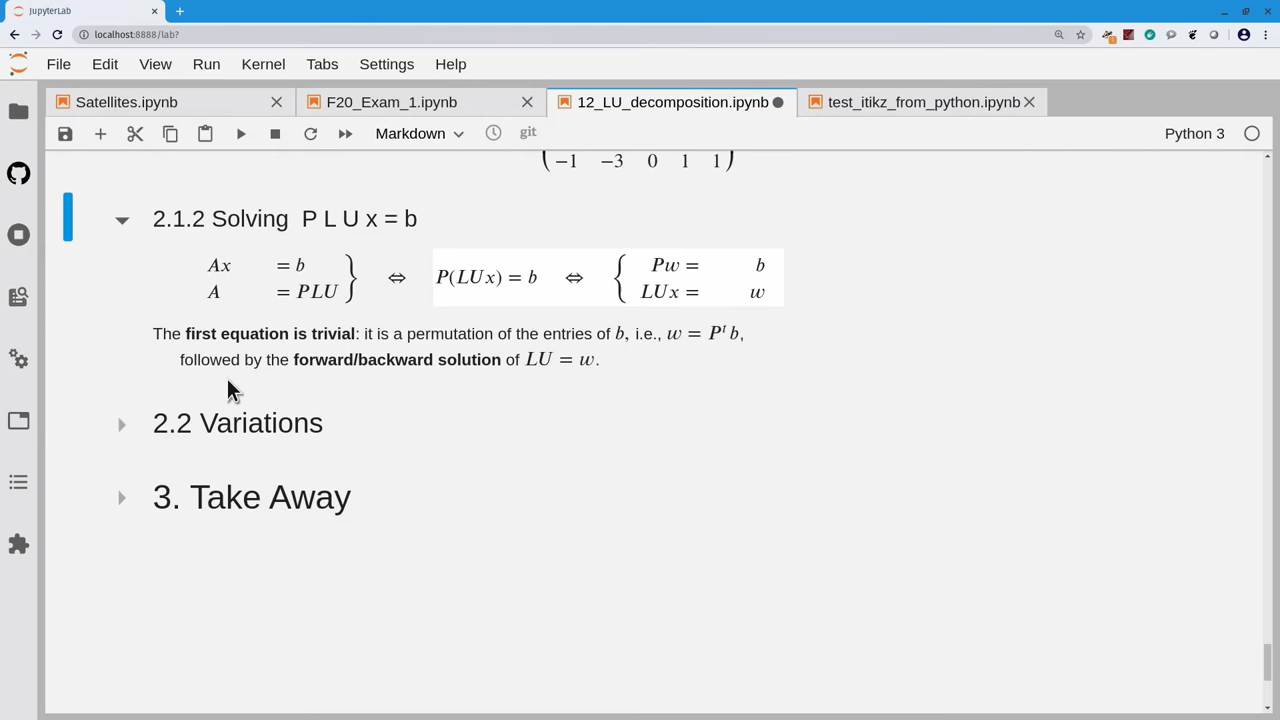 JupyterLab
localhost:8888/lab?
File Edit View Run Kernel Tabs Settings Help
Satellites.ipynb F20_Exam_1.ipynb 12_LU_decomposition.ipynb test_itikz_from_python.ipynb
Markdown git Python 3
−1 −3 0 1 1
2.1.2 Solving P L U x = b
Ax = b
A = PLU } ⇔ P(LUx) = b ⇔ { Pw = b
LUx = w
The first equation is trivial: it is a permutation of the entries of b, i.e., w = Pᵗ b,
followed by the forward/backward solution of LU = w.
2.2 Variations
3. Take Away